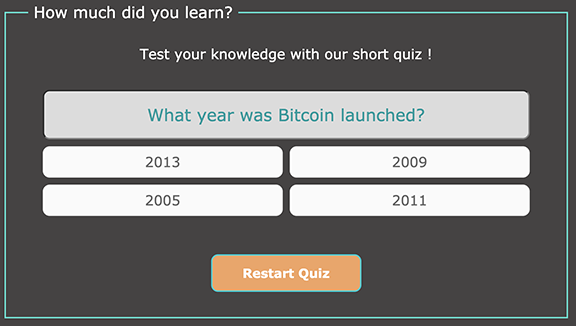 How much did you learn?
Test your knowledge with our short quiz !
What year was Bitcoin launched?
2013 2009
2005 2011
Restart Quiz